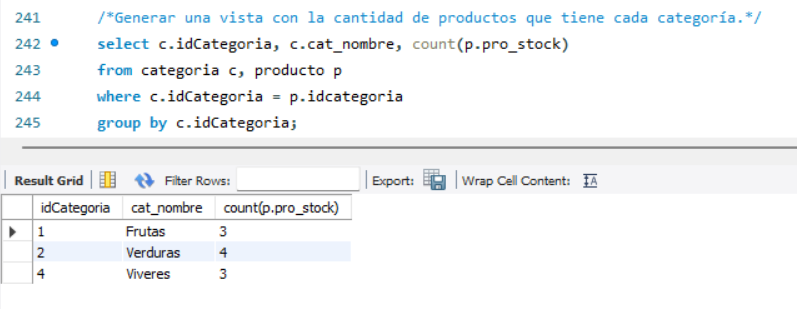 241 /*Generar una vista con la cantidad de productos que tiene cada categoría.*/
242 select c.idCategoria, c.cat_nombre, count(p.pro_stock)
243 from categoria c, producto p
244 where c.idCategoria = p.idcategoria
245 group by c.idCategoria;
Result Grid Filter Rows: Export: Wrap Cell Content:
idCategoria cat_nombre count(p.pro_stock)
1 Frutas 3
2 Verduras 4
4 Viveres 3